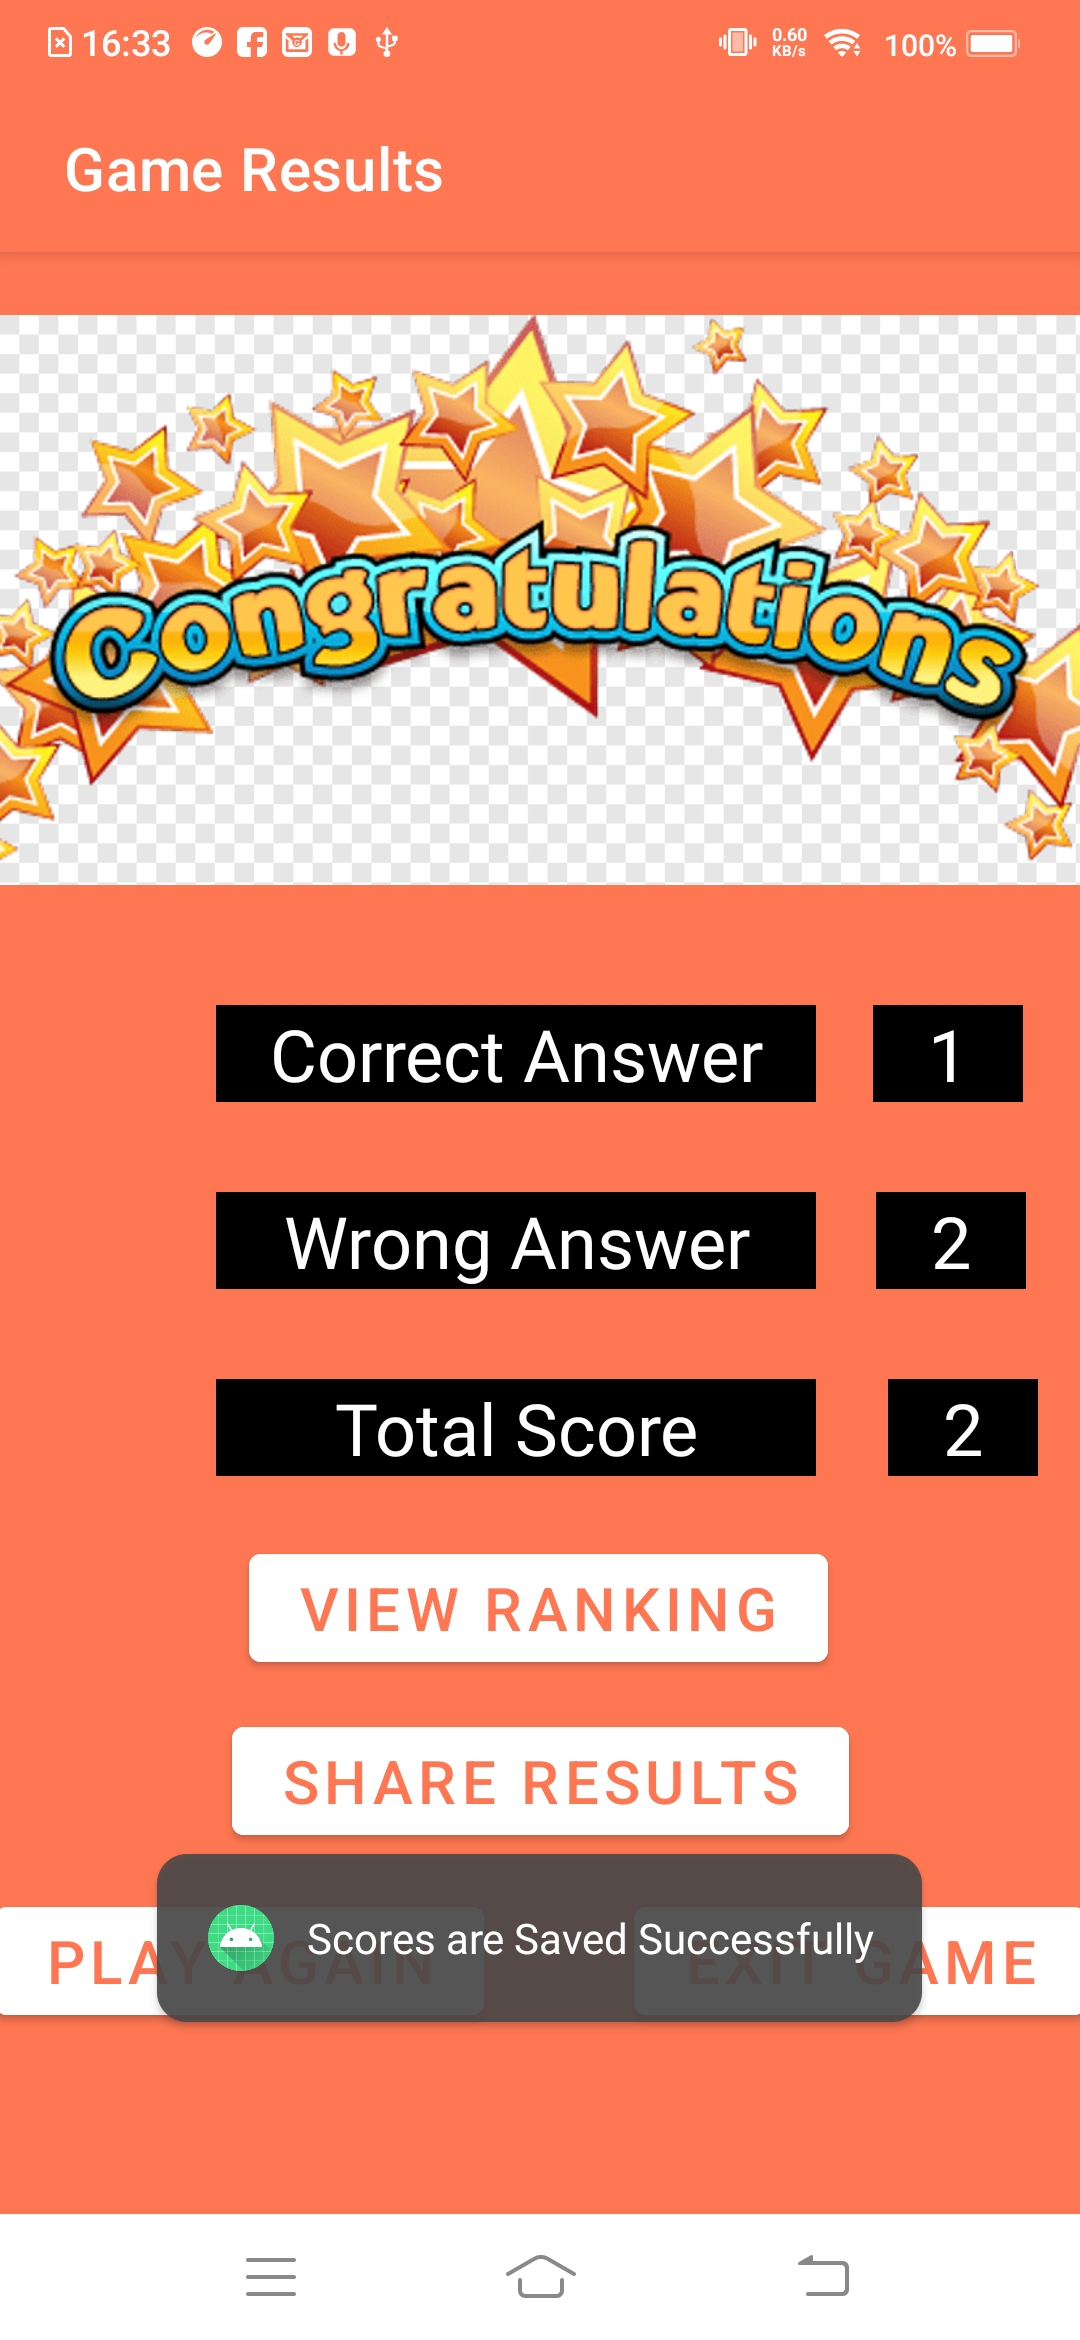 16:33 0.60 KB/s 100%
Game Results
Congratulations
Correct Answer 1
Wrong Answer 2
Total Score 2
VIEW RANKING
SHARE RESULTS
Scores are Saved Successfully
PLAY AGAIN EXIT GAME